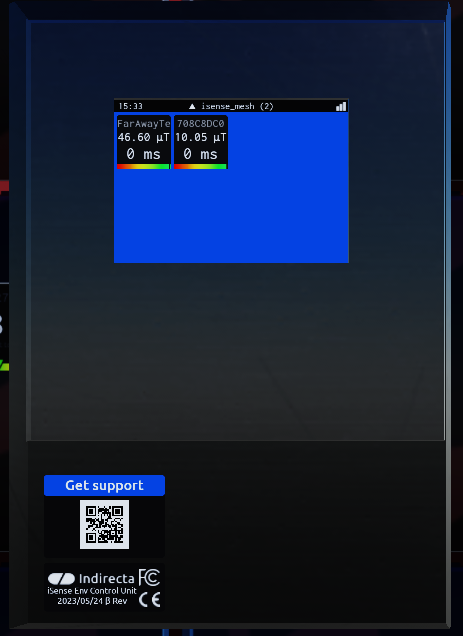 15:33 ▲ isense_mesh (2)
FarAwayTe 708C8DC0
46.60 µT 10.05 µT
0 ms 0 ms
Get support
Indirecta FC
iSense Env Control Unit
2023/05/24 β Rev CE